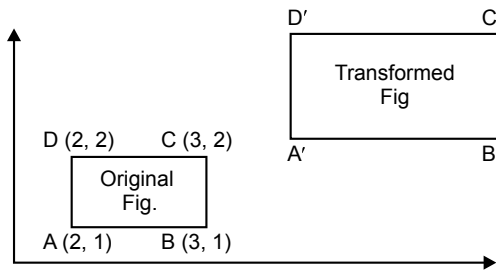 D′ C
Transformed
Fig
A′ B
D (2, 2) C (3, 2)
Original
Fig.
A (2, 1) B (3, 1)